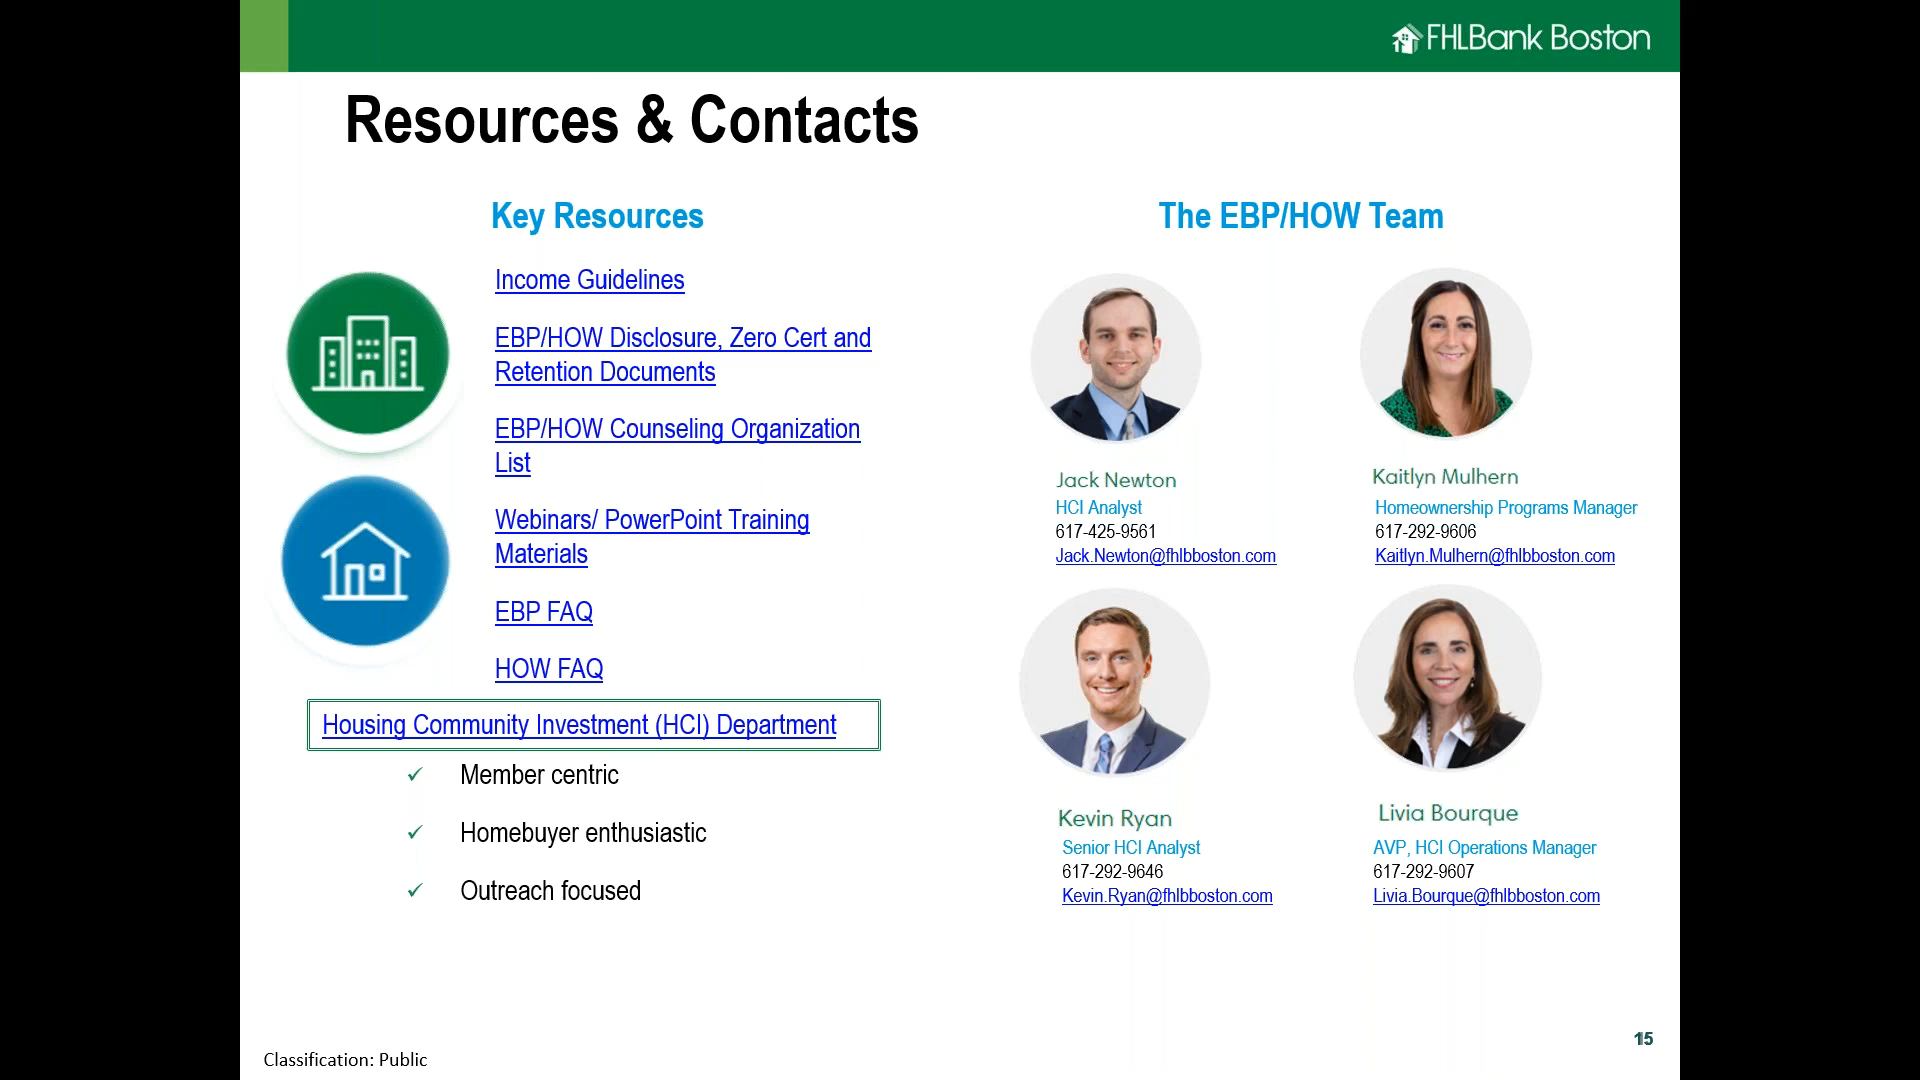 FHLBank Boston
Resources & Contacts
Key Resources
Income Guidelines
EBP/HOW Disclosure, Zero Cert and
Retention Documents
EBP/HOW Counseling Organization
List
Webinars/ PowerPoint Training
Materials
EBP FAQ
HOW FAQ
Housing Community Investment (HCI) Department
✓ Member centric
✓ Homebuyer enthusiastic
✓ Outreach focused
The EBP/HOW Team
Jack Newton
HCI Analyst
617-425-9561
Jack.Newton@fhlbboston.com
Kaitlyn Mulhern
Homeownership Programs Manager
617-292-9606
Kaitlyn.Mulhern@fhlbboston.com
Kevin Ryan
Senior HCI Analyst
617-292-9646
Kevin.Ryan@fhlbboston.com
Livia Bourque
AVP, HCI Operations Manager
617-292-9607
Livia.Bourque@fhlbboston.com
15
Classification: Public